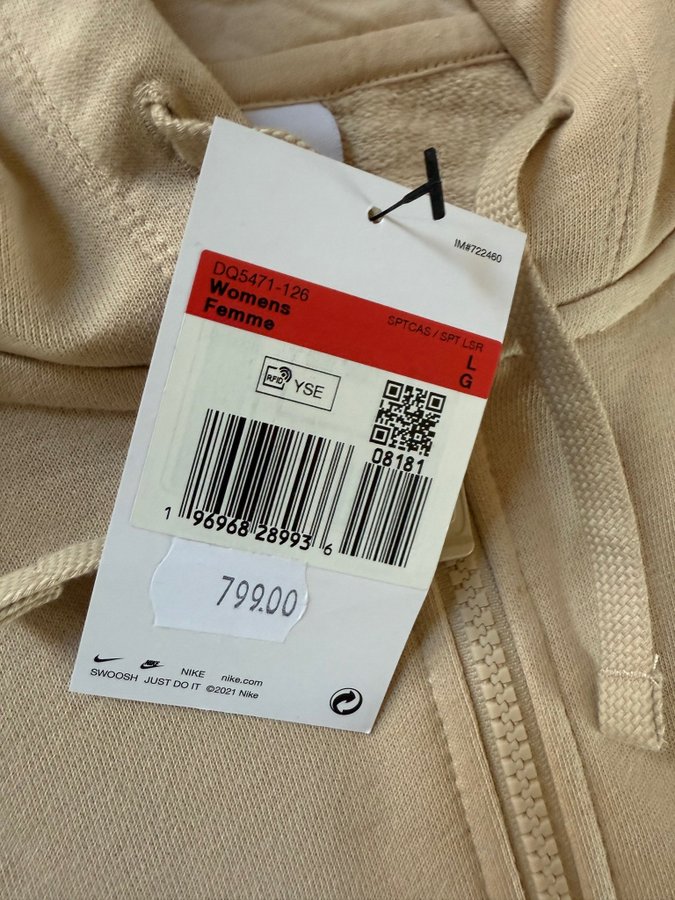 IM#722460
DQ5471-126
Womens
Femme
SPTCAS / SPT LSR
L
G
RFID YSE
08181
1 96968 28993 6
799.00
NIKE nike.com
SWOOSH JUST DO IT ©2021 Nike